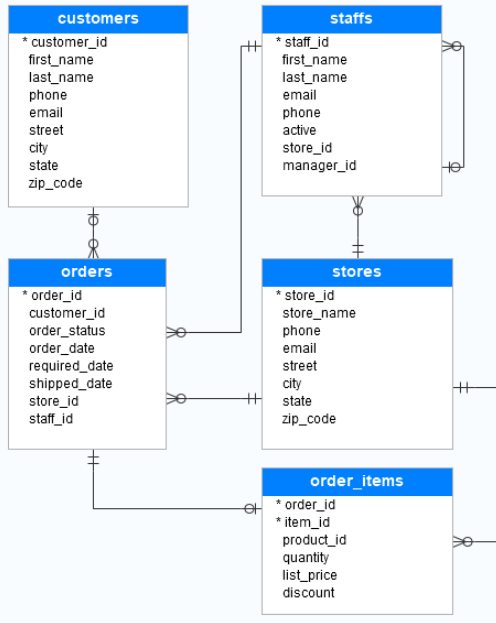 customers
* customer_id
first_name
last_name
phone
email
street
city
state
zip_code
staffs
* staff_id
first_name
last_name
email
phone
active
store_id
manager_id
orders
* order_id
customer_id
order_status
order_date
required_date
shipped_date
store_id
staff_id
stores
* store_id
store_name
phone
email
street
city
state
zip_code
order_items
* order_id
* item_id
product_id
quantity
list_price
discount